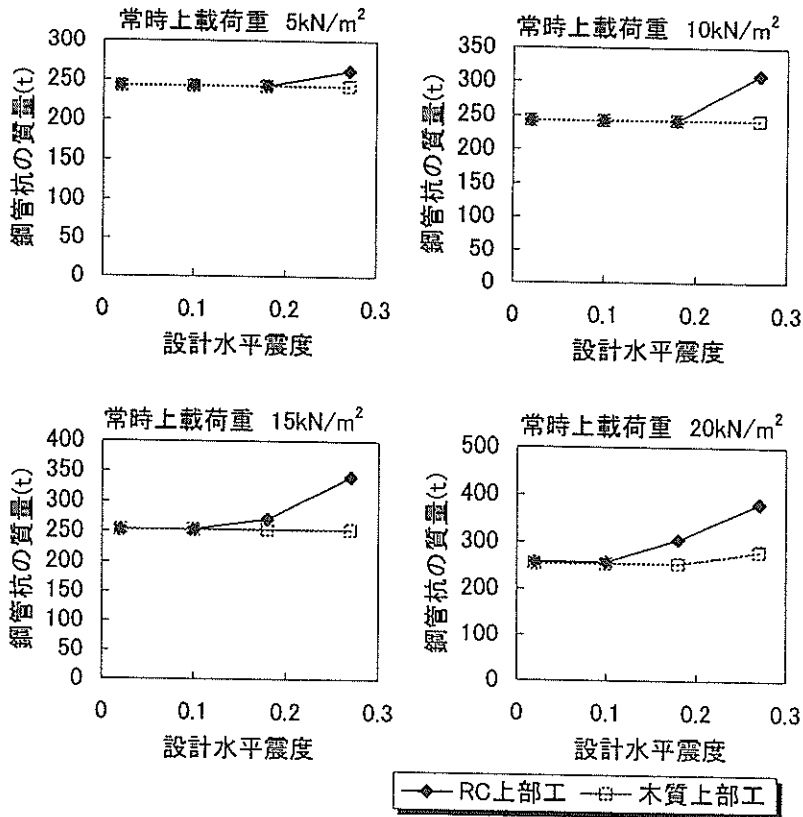 常時上載荷重 5kN/m²
300
250
200
150
100
50
0
鋼管杭の質量(t)
0 0.1 0.2 0.3
設計水平震度
常時上載荷重 10kN/m²
350
300
250
200
150
100
50
0
鋼管杭の質量(t)
0 0.1 0.2 0.3
設計水平震度
常時上載荷重 15kN/m²
400
350
300
250
200
150
100
50
0
鋼管杭の質量(t)
0 0.1 0.2 0.3
設計水平震度
常時上載荷重 20kN/m²
500
400
300
200
100
0
鋼管杭の質量(t)
0 0.1 0.2 0.3
設計水平震度
RC上部工 木質上部工